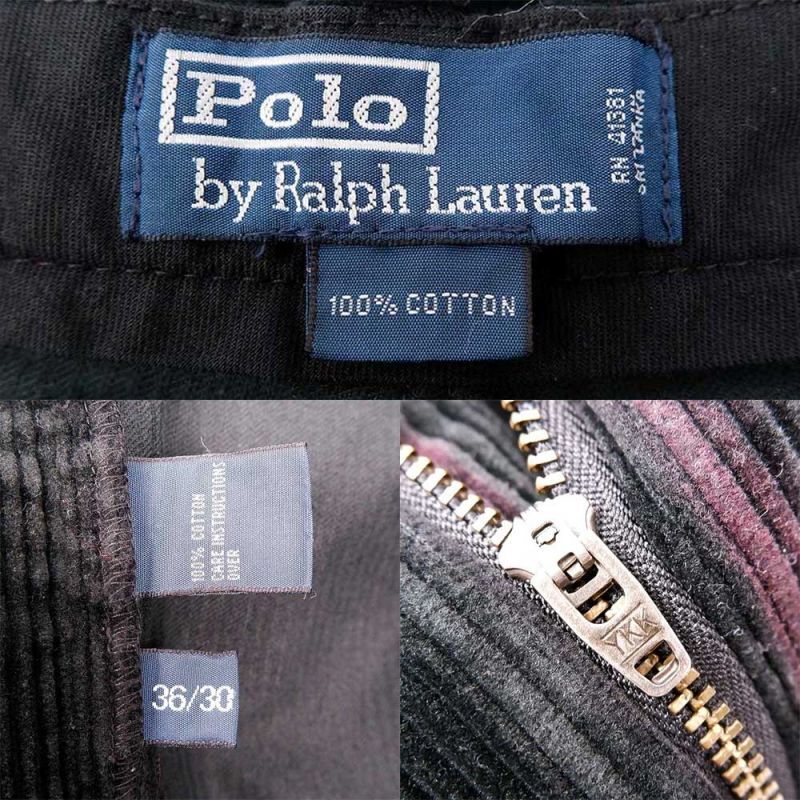 Polo
by Ralph Lauren
RN 41381
SRI LANKA
100% COTTON
100% COTTON
CARE INSTRUCTIONS
OVER
36/30
YKK